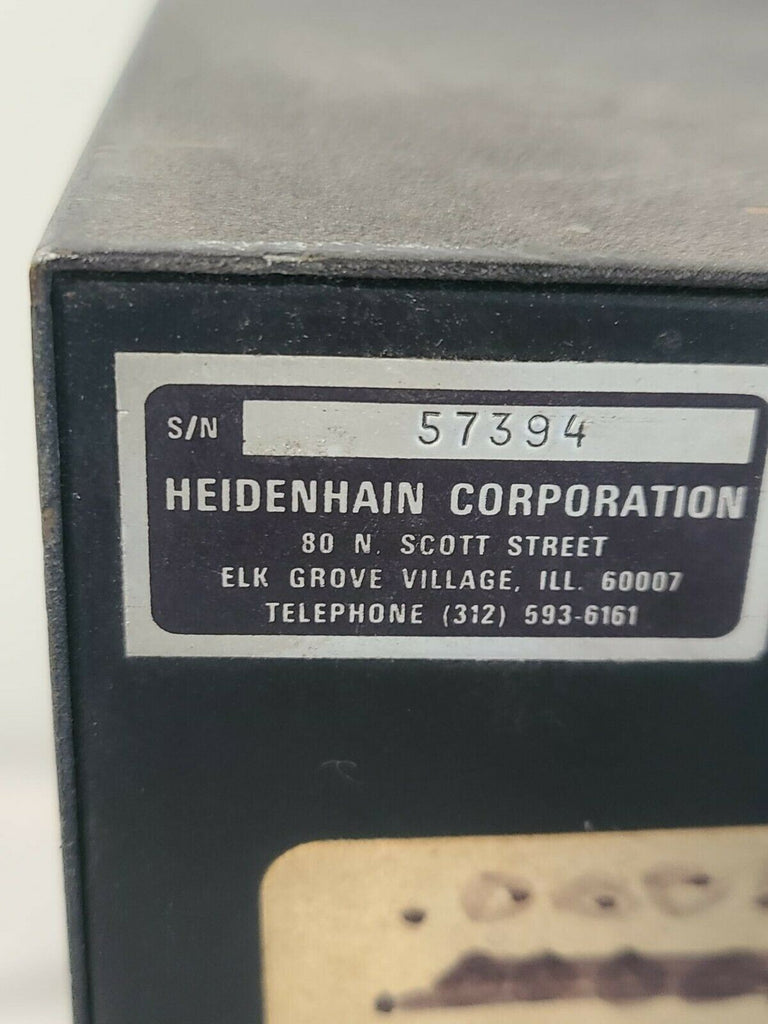 S/N 57394
HEIDENHAIN CORPORATION
80 N. SCOTT STREET
ELK GROVE VILLAGE, ILL. 60007
TELEPHONE (312) 593-6161